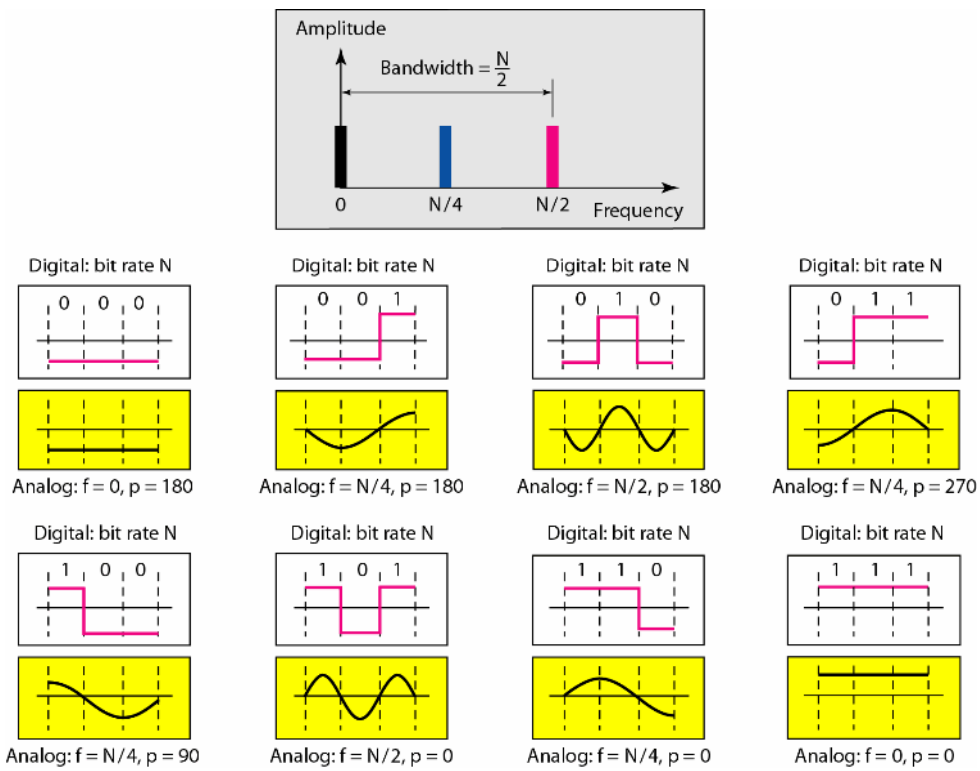 Amplitude
Bandwidth = N/2
0 N/4 N/2 Frequency
Digital: bit rate N
0 0 0
Analog: f = 0, p = 180
Digital: bit rate N
0 0 1
Analog: f = N/4, p = 180
Digital: bit rate N
0 1 0
Analog: f = N/2, p = 180
Digital: bit rate N
0 1 1
Analog: f = N/4, p = 270
Digital: bit rate N
1 0 0
Analog: f = N/4, p = 90
Digital: bit rate N
1 0 1
Analog: f = N/2, p = 0
Digital: bit rate N
1 1 0
Analog: f = N/4, p = 0
Digital: bit rate N
1 1 1
Analog: f = 0, p = 0